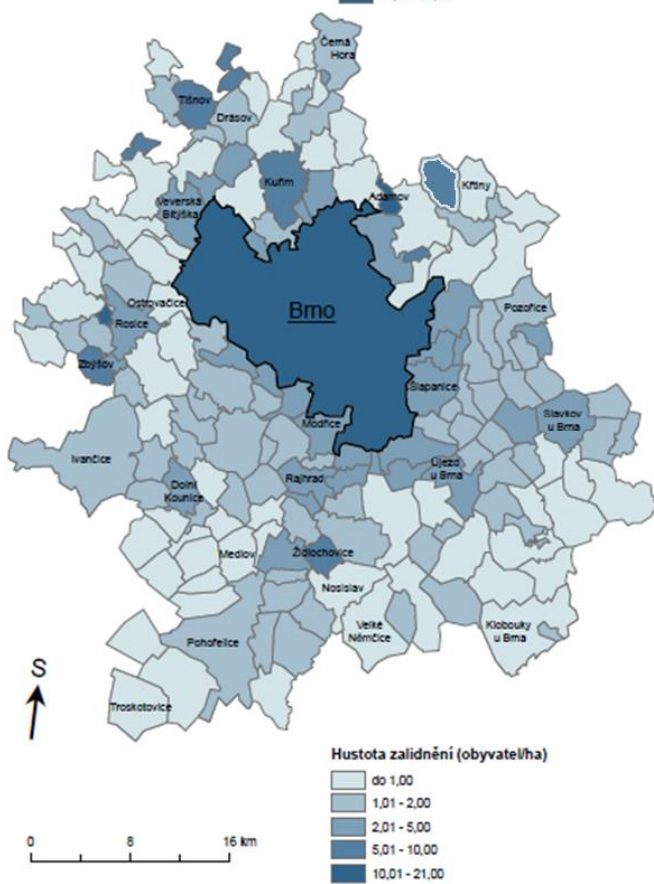 Černá
Hora
Tišnov
Drásov
Kuřim
Adamov
Křtiny
Veverská
Bítýška
Ostrovačice
Rosice
Brno
Pozořice
Zbýšov
Šlapanice
Slavkov
u Brna
Modřice
Ivančice
Újezd
u Brna
Rajhrad
Dolní
Kounice
Medlov
Židlochovice
Nosislav
Velké
Němčice
Klobouky
u Brna
Pohořelice
Troskotovice
S
0 8 16 km
Hustota zalidnění (obyvatel/ha)
do 1,00
1,01 - 2,00
2,01 - 5,00
5,01 - 10,00
10,01 - 21,00